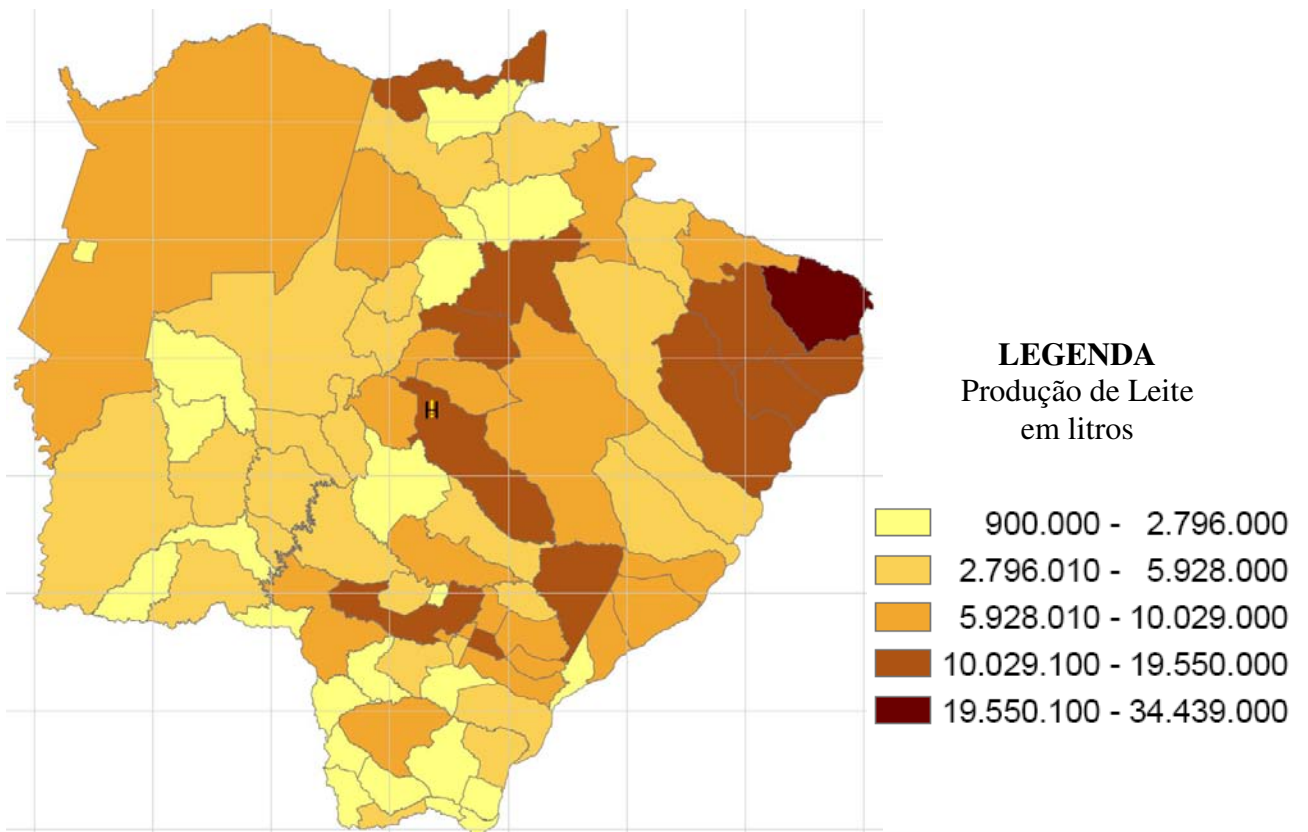 LEGENDA
Produção de Leite
em litros
900.000 - 2.796.000
2.796.010 - 5.928.000
5.928.010 - 10.029.000
10.029.100 - 19.550.000
19.550.100 - 34.439.000